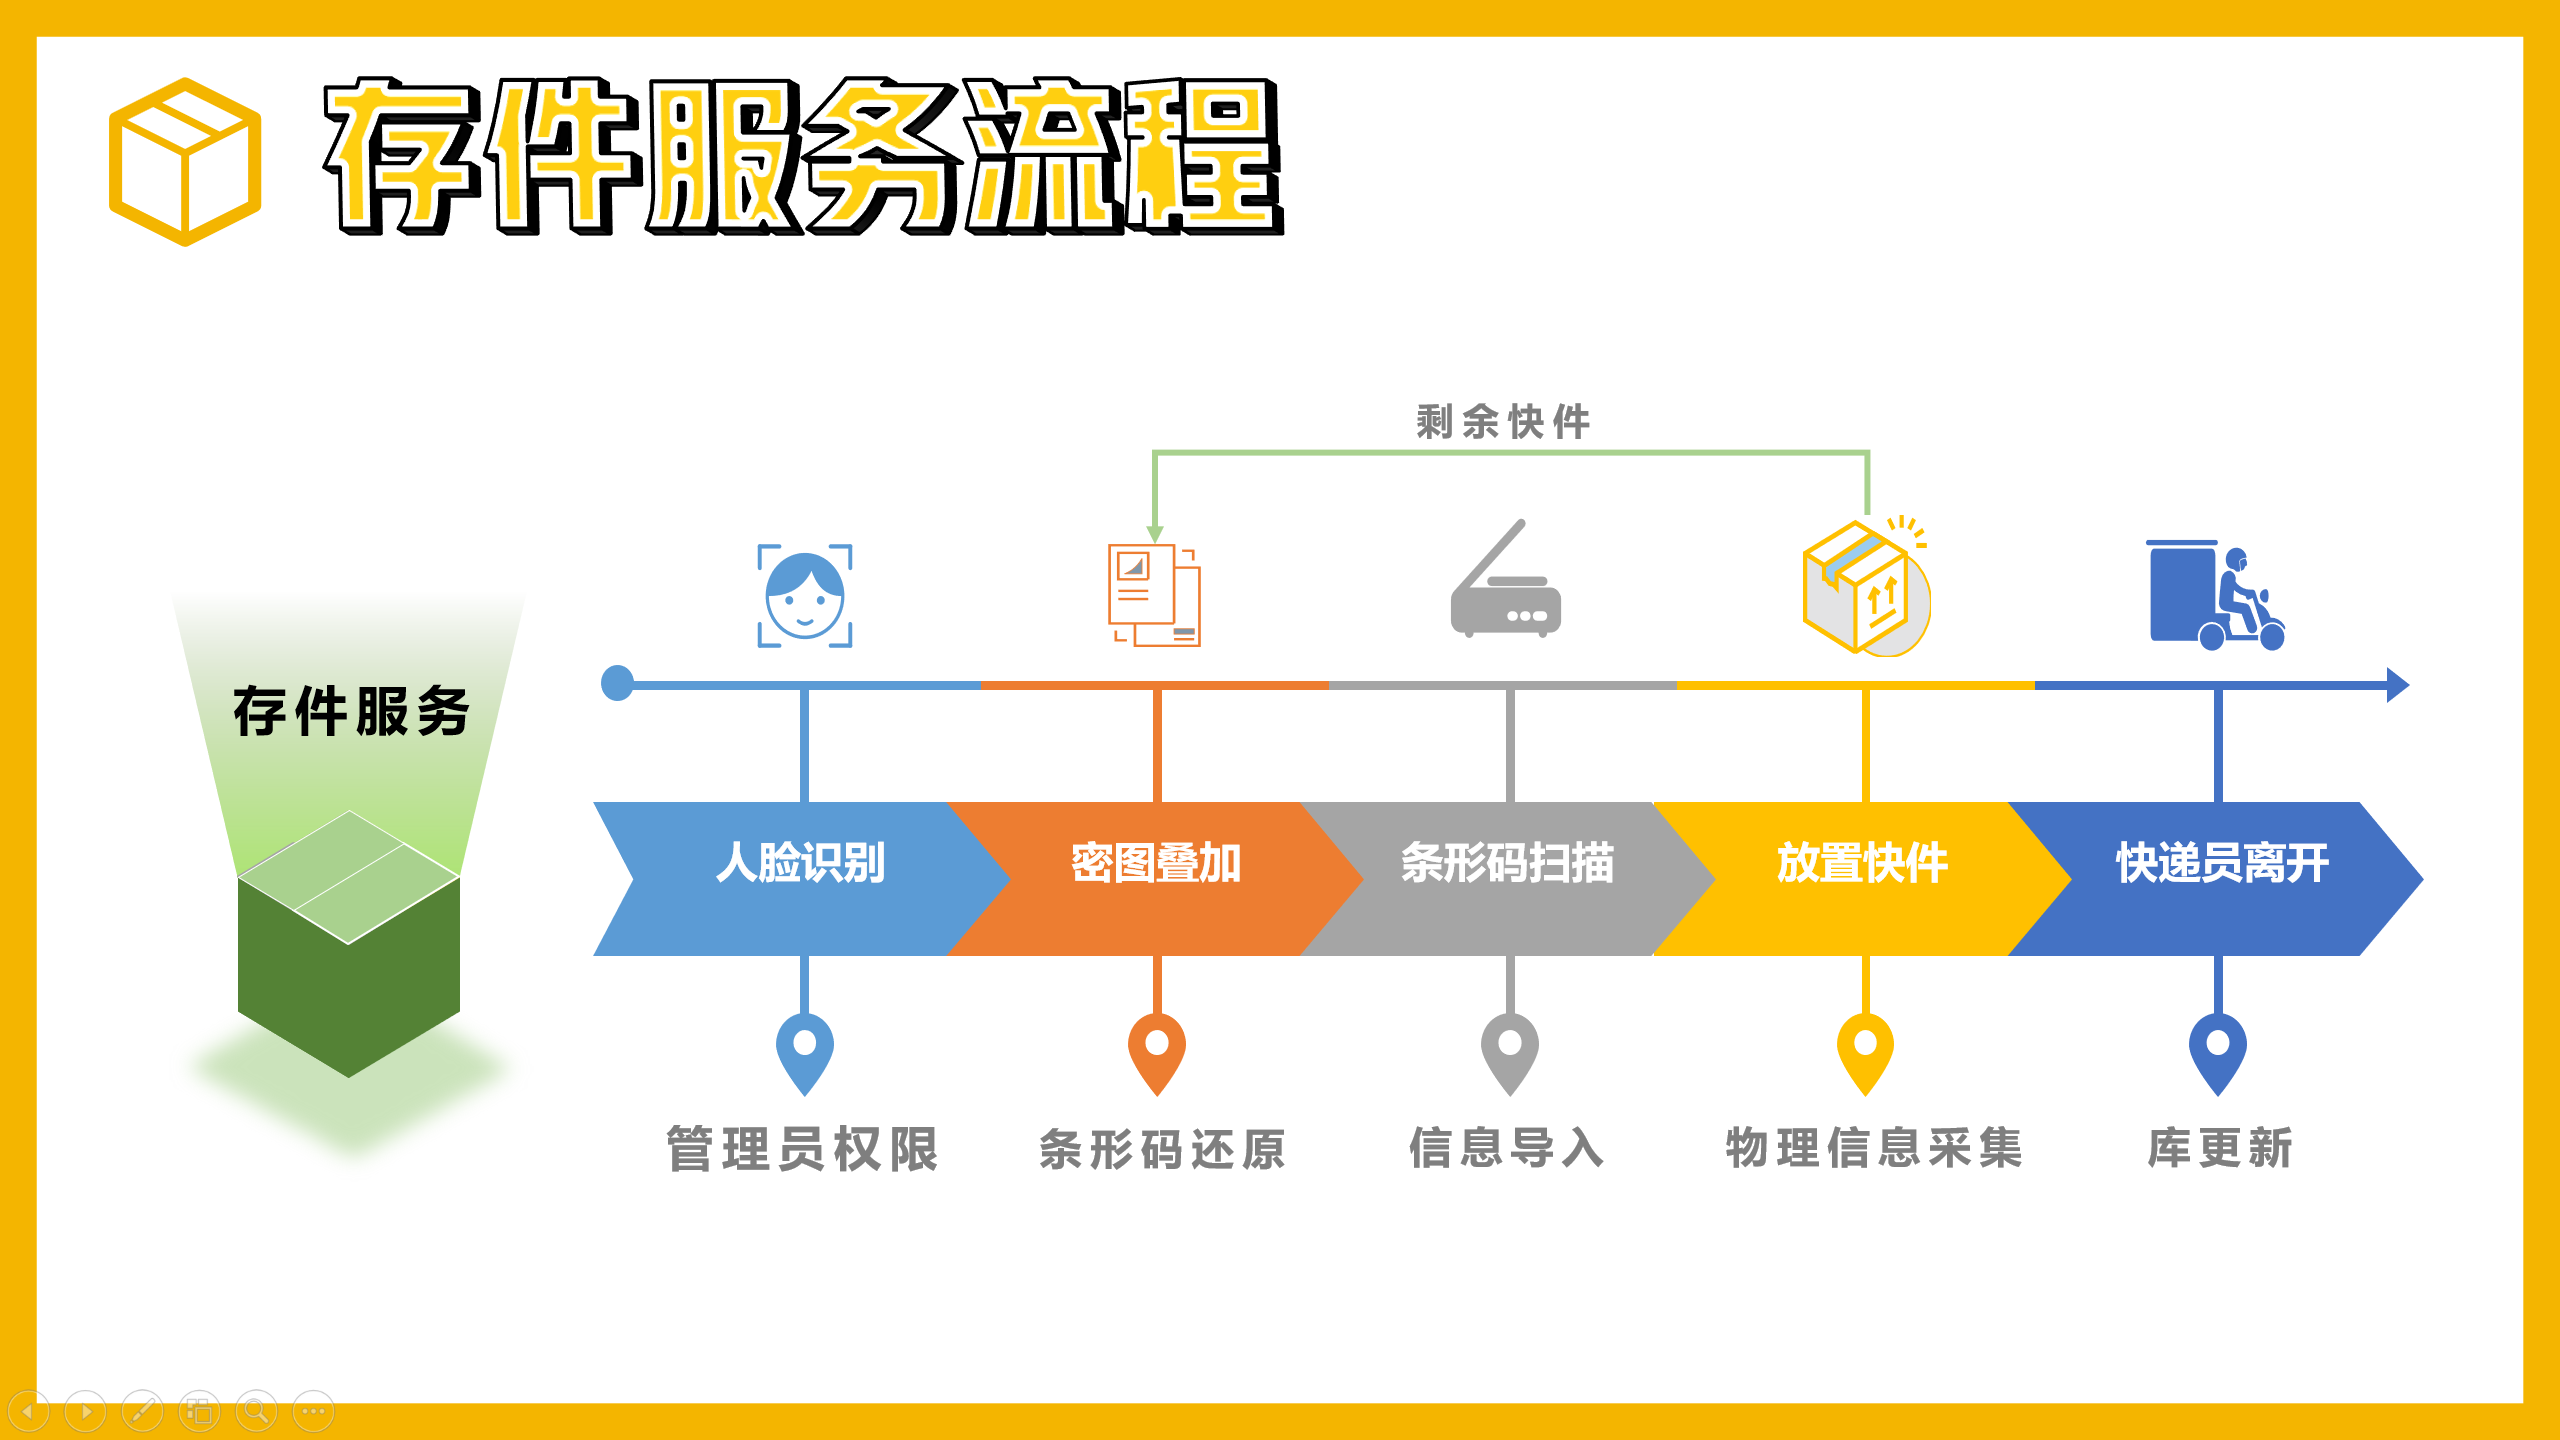 存件服务流程
剩余快件
存件服务
人脸识别
密图叠加
条形码扫描
放置快件
快递员离开
管理员权限
条形码还原
信息导入
物理信息采集
库更新